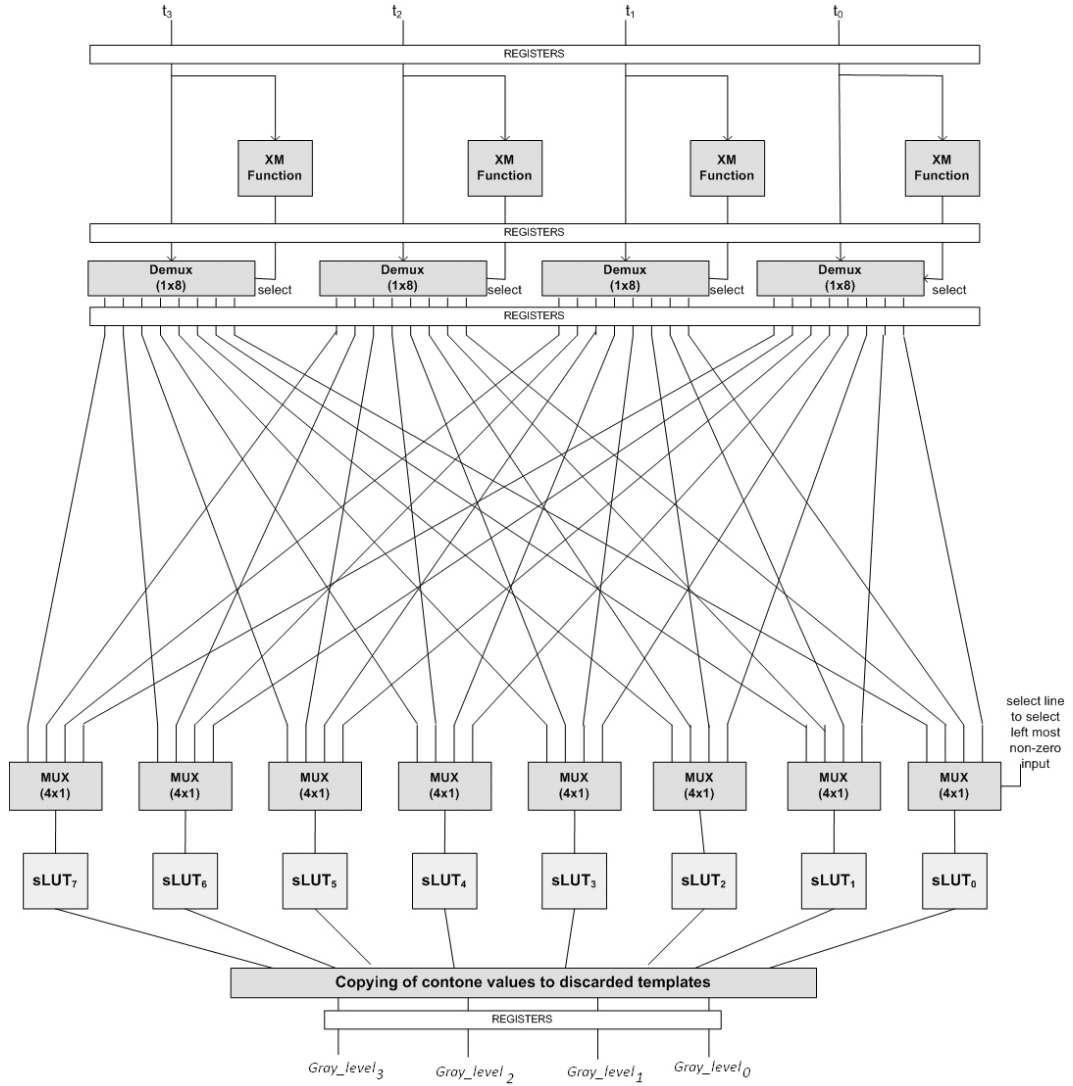 t3 t2 t1 t0
REGISTERS
XM Function XM Function XM Function XM Function
REGISTERS
Demux (1x8) select Demux (1x8) select Demux (1x8) select Demux (1x8) select
REGISTERS
select line
to select
left most
non-zero
input
MUX (4x1) MUX (4x1) MUX (4x1) MUX (4x1) MUX (4x1) MUX (4x1) MUX (4x1) MUX (4x1)
sLUT7 sLUT6 sLUT5 sLUT4 sLUT3 sLUT2 sLUT1 sLUT0
Copying of contone values to discarded templates
REGISTERS
Gray_level3 Gray_level2 Gray_level1 Gray_level0